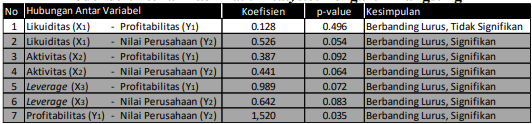 No Hubungan Antar Variabel Koefisien p-value Kesimpulan
1 Likuiditas (X1) - Profitabilitas (Y1) 0.128 0.496 Berbanding Lurus, Tidak Signifikan
2 Likuiditas (X1) - Nilai Perusahaan (Y2) 0.526 0.054 Berbanding Lurus, Signifikan
3 Aktivitas (X2) - Profitabilitas (Y1) 0.387 0.092 Berbanding Lurus, Signifikan
4 Aktivitas (X2) - Nilai Perusahaan (Y2) 0.441 0.064 Berbanding Lurus, Signifikan
5 Leverage (X3) - Profitabilitas (Y1) 0.989 0.072 Berbanding Lurus, Signifikan
6 Leverage (X3) - Nilai Perusahaan (Y2) 0.642 0.083 Berbanding Lurus, Signifikan
7 Profitabilitas (Y1) - Nilai Perusahaan (Y2) 1,520 0.035 Berbanding Lurus, Signifikan